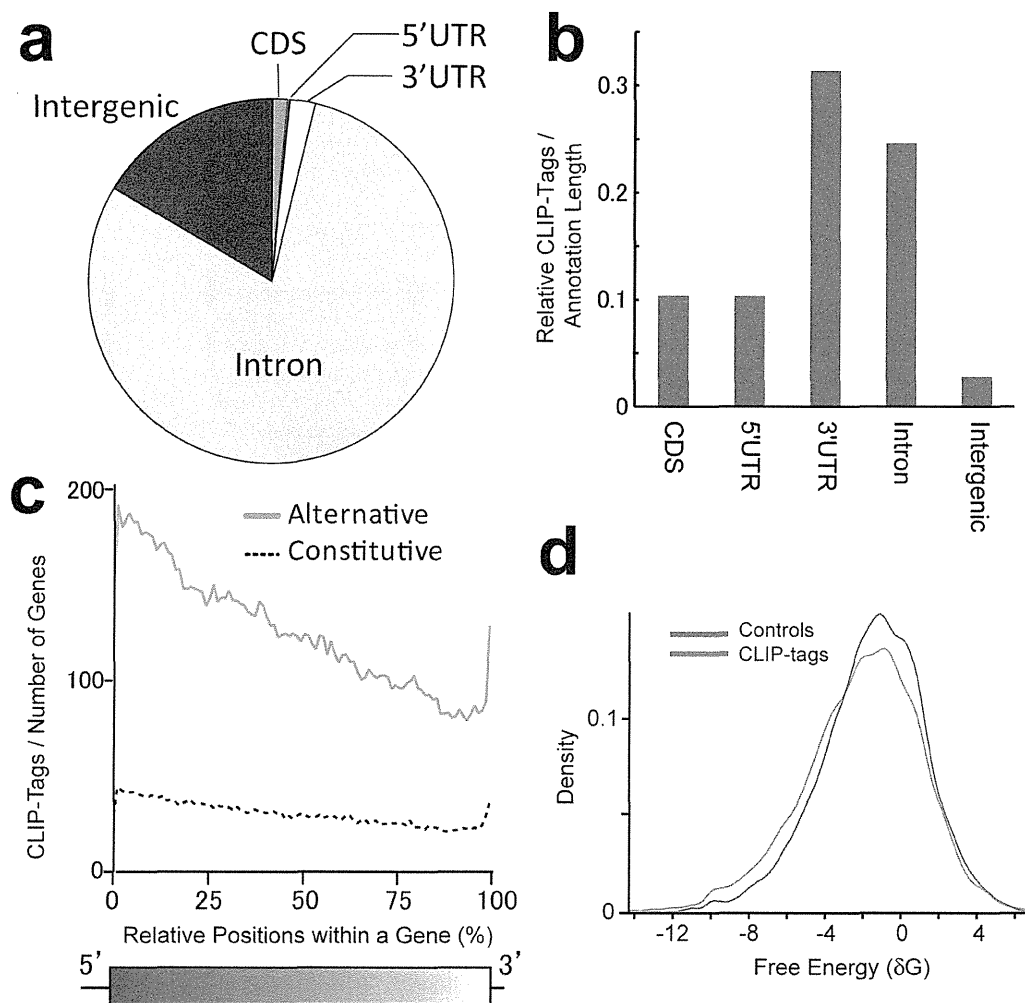 a
CDS
5'UTR
3'UTR
Intergenic
Intron
b
Relative CLIP-Tags /
Annotation Length
0.3
0.2
0.1
0
CDS
5'UTR
3'UTR
Intron
Intergenic
c
CLIP-Tags / Number of Genes
200
100
0
Alternative
Constitutive
0
25
50
75
100
Relative Positions within a Gene (%)
5'
3'
d
Density
0.1
0
Controls
CLIP-tags
-12
-8
-4
0
4
Free Energy (δG)